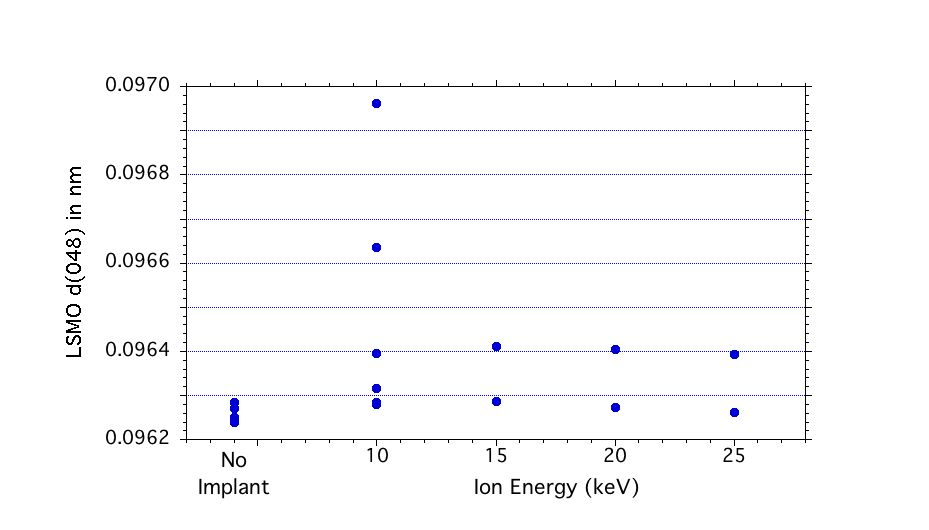 0.0970
0.0968
0.0966
0.0964
0.0962
LSMO d(048) in nm
No
Implant
10
15
20
25
Ion Energy (keV)